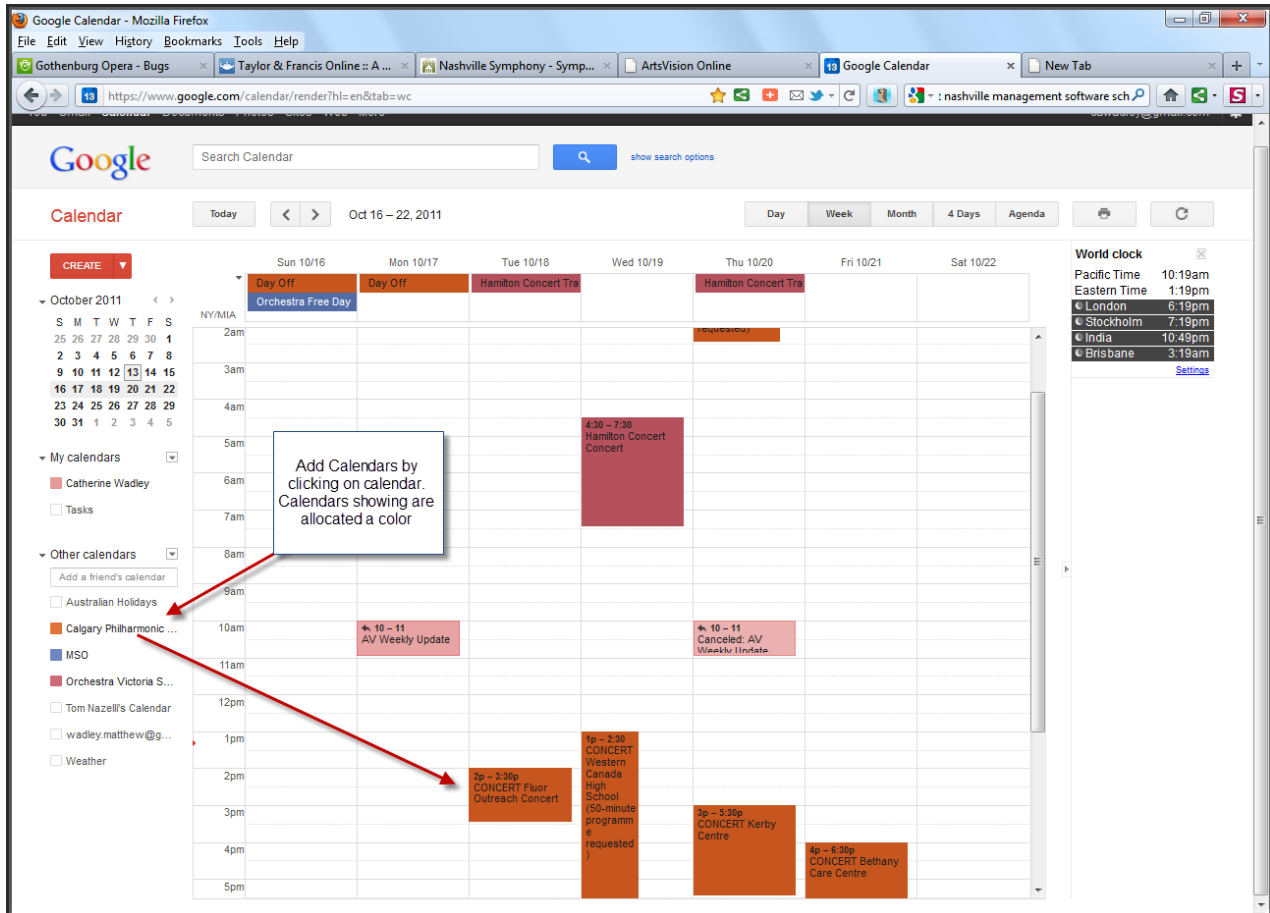 Google Calendar - Mozilla Firefox
File Edit View History Bookmarks Tools Help
Gothenburg Opera - Bugs
Taylor & Francis Online :: A ...
Nashville Symphony - Symp...
ArtsVision Online
13 Google Calendar
New Tab
13 https://www.google.com/calendar/render?hl=en&tab=wc
: nashville management software sch
Google
Search Calendar
show search options
Calendar
Today
Oct 16 – 22, 2011
Day Week Month 4 Days Agenda
CREATE
October 2011
S M T W T F S
25 26 27 28 29 30 1
2 3 4 5 6 7 8
9 10 11 12 13 14 15
16 17 18 19 20 21 22
23 24 25 26 27 28 29
30 31 1 2 3 4 5
My calendars
Catherine Wadley
Tasks
Other calendars
Add a friend's calendar
Australian Holidays
Calgary Philharmonic ...
MSO
Orchestra Victoria S...
Tom Nazelli's Calendar
wadley.matthew@g...
Weather
Sun 10/16 Mon 10/17 Tue 10/18 Wed 10/19 Thu 10/20 Fri 10/21 Sat 10/22
Day Off
Day Off
Hamilton Concert Tra
Hamilton Concert Tra
Orchestra Free Day
NY/MIA
2am
3am
4am
5am
6am
7am
8am
9am
10am
11am
12pm
1pm
2pm
3pm
4pm
5pm
requested)
4:30 – 7:30
Hamilton Concert
Concert
Add Calendars by
clicking on calendar.
Calendars showing are
allocated a color
10 – 11
AV Weekly Update
10 – 11
Canceled: AV
Weekly Update
2p – 3:30p
CONCERT Fluor
Outreach Concert
1p – 2:30
CONCERT
Western
Canada
High
School
(50-minute
programm
e
requested
)
3p – 5:30p
CONCERT Kerby
Centre
4p – 6:30p
CONCERT Bethany
Care Centre
World clock
Pacific Time 10:19am
Eastern Time 1:19pm
London 6:19pm
Stockholm 7:19pm
India 10:49pm
Brisbane 3:19am
Settings